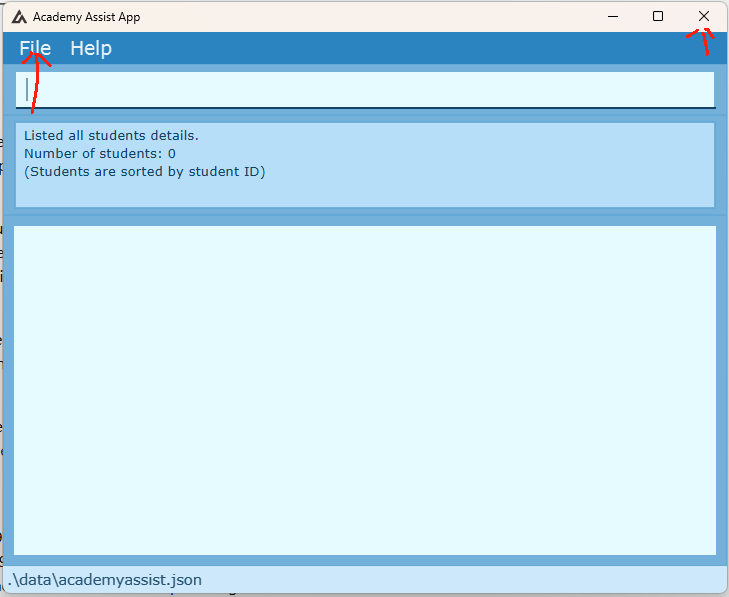 Academy Assist App
File Help
Listed all students details.
Number of students: 0
(Students are sorted by student ID)
.\data\academyassist.json